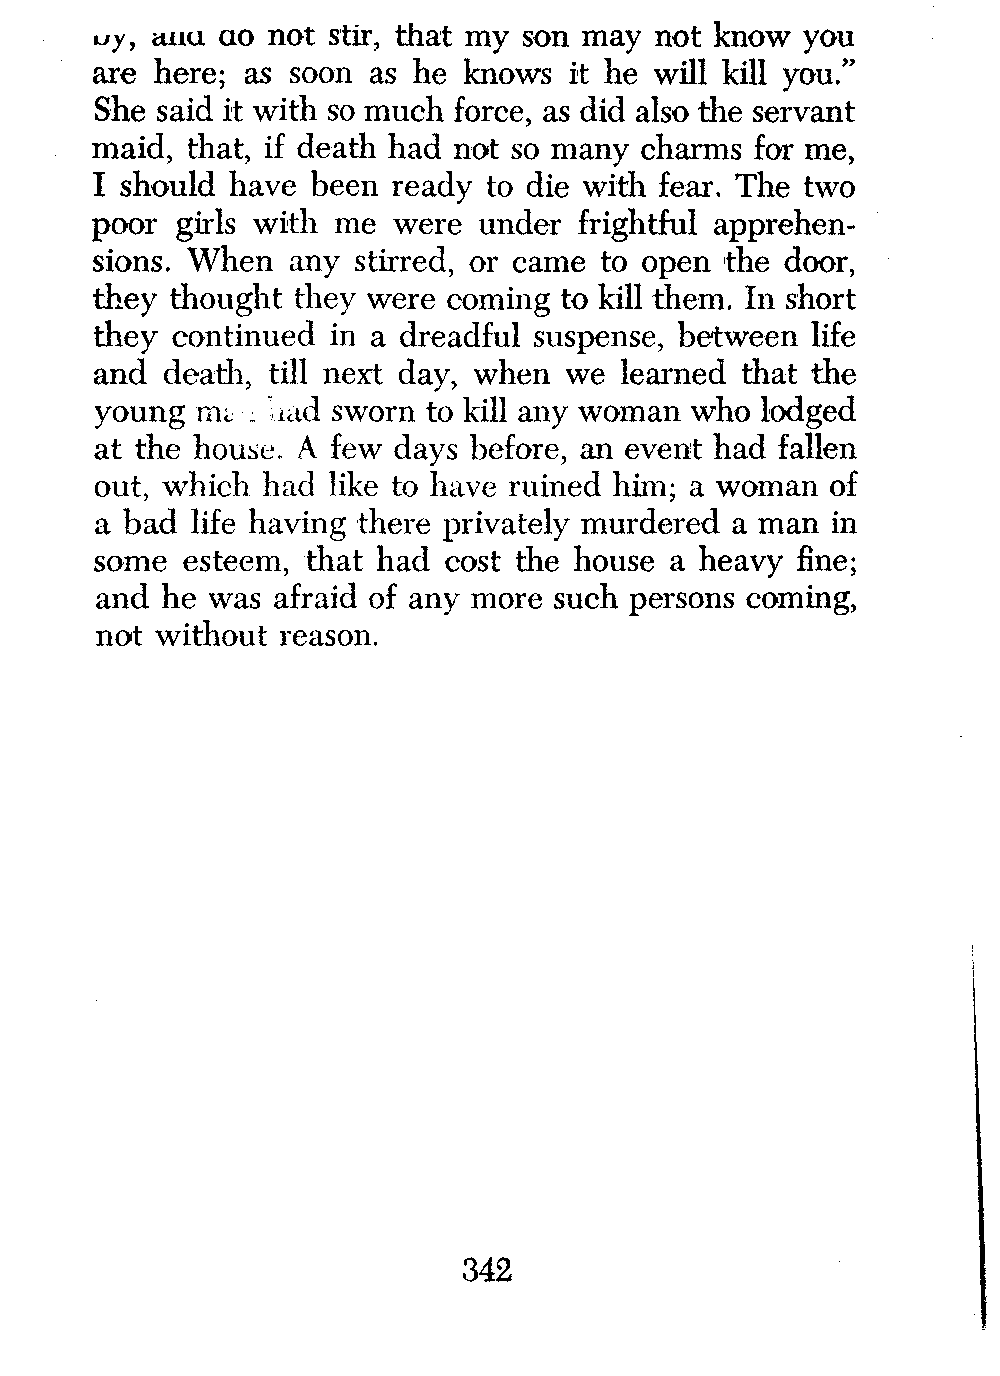 and do not stir, that my son may not know you
are here; as soon as he knows it he will kill you.”
She said it with so much force, as did also the servant
maid, that, if death had not so many charms for me,
I should have been ready to die with fear. The two
poor girls with me were under frightful apprehen-
sions. When any stirred, or came to open the door,
they thought they were coming to kill them. In short
they continued in a dreadful suspense, between life
and death, till next day, when we learned that the
young had sworn to kill any woman who lodged
at the house. A few days before, an event had fallen
out, which had like to have ruined him; a woman of
a bad life having there privately murdered a man in
some esteem, that had cost the house a heavy fine;
and he was afraid of any more such persons coming,
not without reason.
342